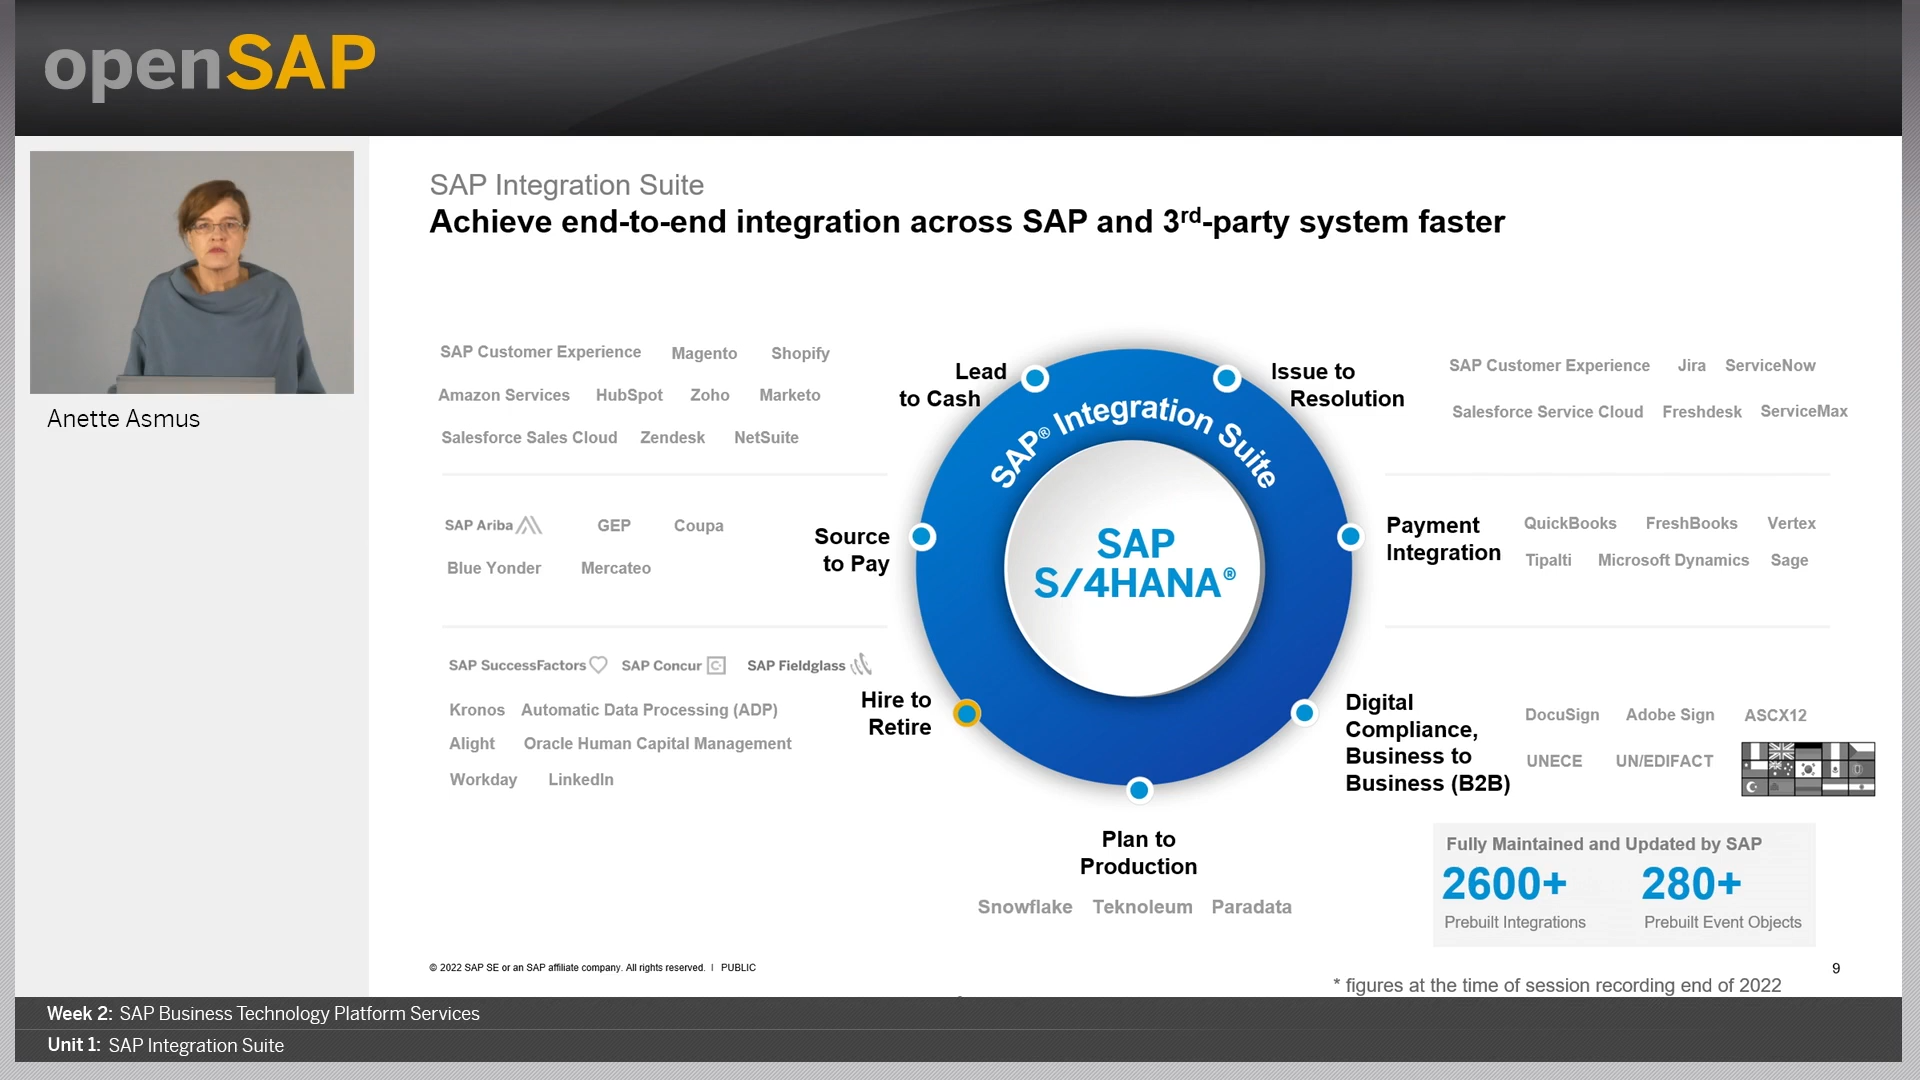 openSAP
Anette Asmus
SAP Integration Suite
Achieve end-to-end integration across SAP and 3rd-party system faster
SAP Customer Experience Magento Shopify
Amazon Services HubSpot Zoho Marketo
Salesforce Sales Cloud Zendesk NetSuite
Lead
to Cash
Issue to
Resolution
SAP Customer Experience Jira ServiceNow
Salesforce Service Cloud Freshdesk ServiceMax
SAP® Integration Suite
SAP
S/4HANA®
SAP Ariba GEP Coupa
Blue Yonder Mercateo
Source
to Pay
Payment
Integration
QuickBooks FreshBooks Vertex
Tipalti Microsoft Dynamics Sage
SAP SuccessFactors SAP Concur SAP Fieldglass
Kronos Automatic Data Processing (ADP)
Alight Oracle Human Capital Management
Workday LinkedIn
Hire to
Retire
Digital
Compliance,
Business to
Business (B2B)
DocuSign Adobe Sign ASCX12
UNECE UN/EDIFACT
Plan to
Production
Snowflake Teknoleum Paradata
Fully Maintained and Updated by SAP
2600+ 280+
Prebuilt Integrations Prebuilt Event Objects
© 2022 SAP SE or an SAP affiliate company. All rights reserved. | PUBLIC
9
* figures at the time of session recording end of 2022
Week 2: SAP Business Technology Platform Services
Unit 1: SAP Integration Suite